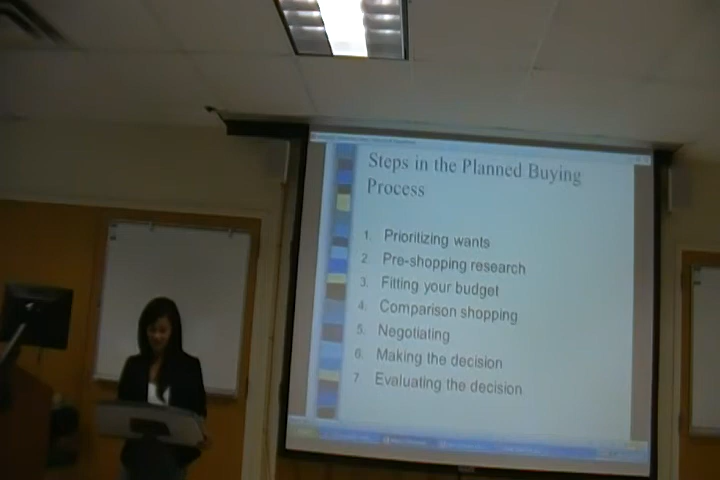 Steps in the Planned Buying
Process
1. Prioritizing wants
2. Pre-shopping research
3. Fitting your budget
4. Comparison shopping
5. Negotiating
6. Making the decision
7. Evaluating the decision